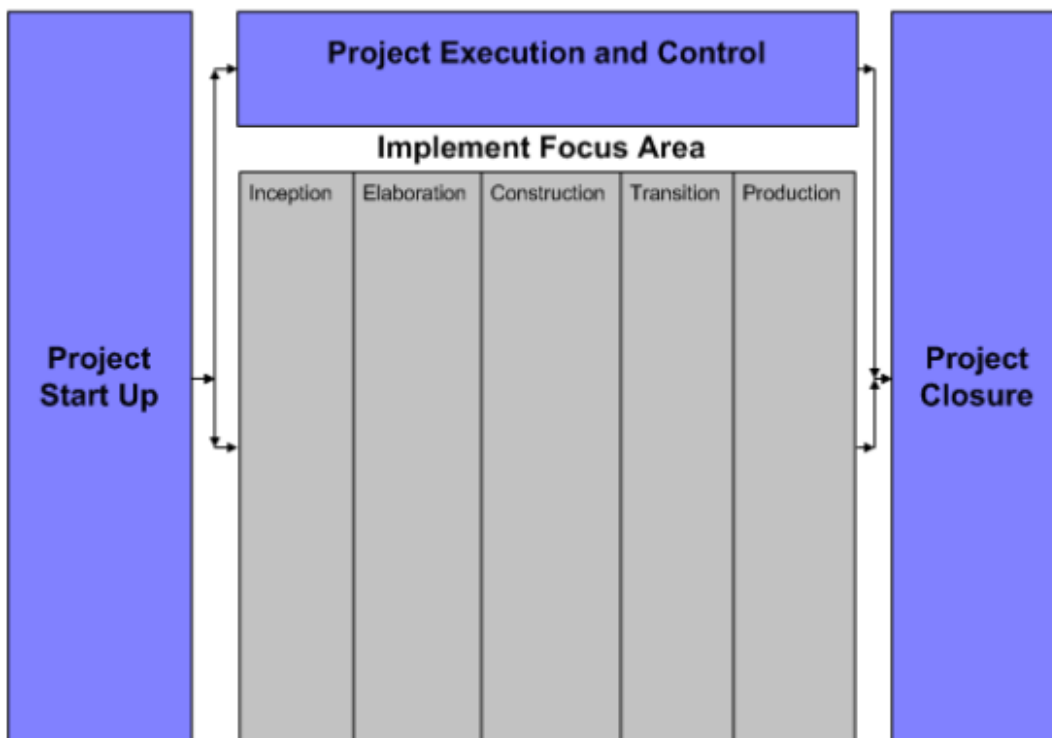 Project Execution and Control
Implement Focus Area
Inception
Elaboration
Construction
Transition
Production
Project
Start Up
Project
Closure